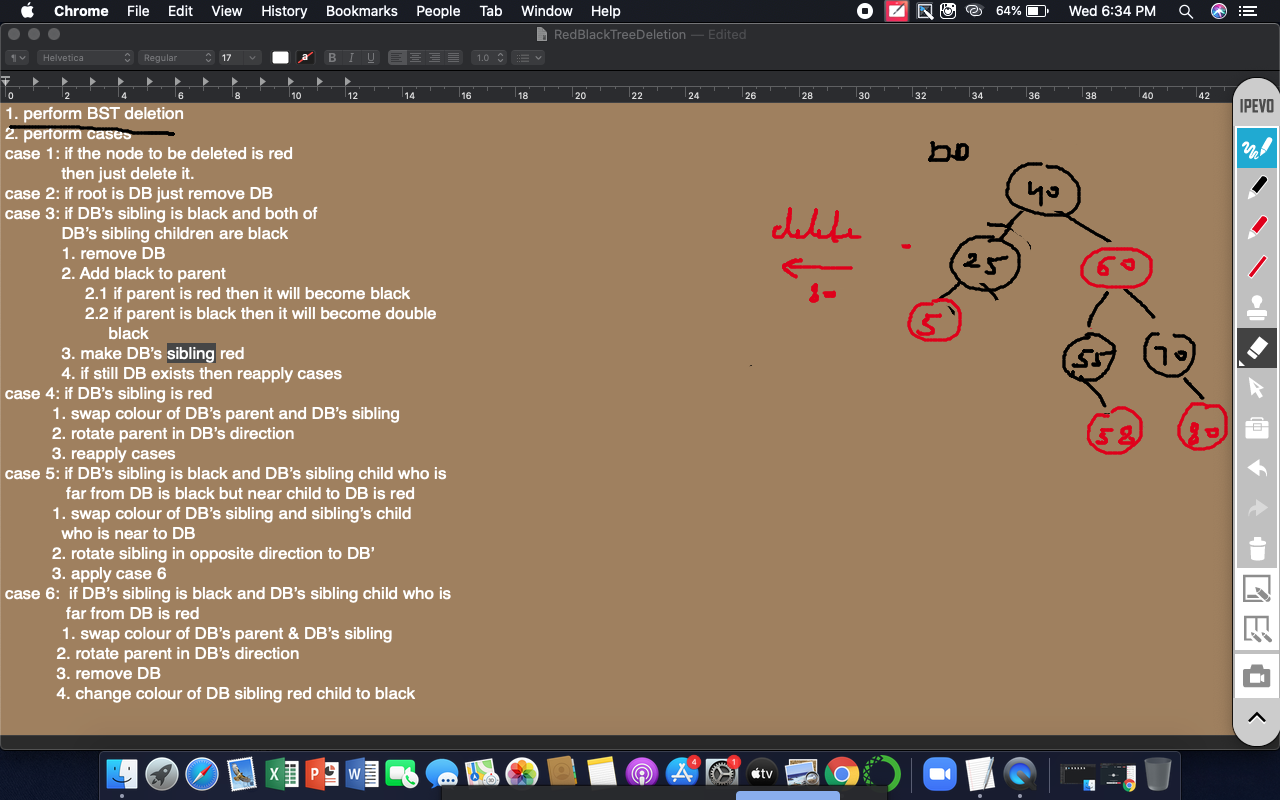 Chrome File Edit View History Bookmarks People Tab Window Help 64% Wed 6:34 PM
RedBlackTreeDeletion — Edited
¶ Helvetica Regular 17 a B I U 1.0
0 2 4 6 8 10 12 14 16 18 20 22 24 26 28 30 32 34 36 38 40 42
1. perform BST deletion
2. perform cases
case 1: if the node to be deleted is red
then just delete it.
case 2: if root is DB just remove DB
case 3: if DB’s sibling is black and both of
DB’s sibling children are black
1. remove DB
2. Add black to parent
2.1 if parent is red then it will become black
2.2 if parent is black then it will become double
black
3. make DB’s sibling red
4. if still DB exists then reapply cases
case 4: if DB’s sibling is red
1. swap colour of DB’s parent and DB’s sibling
2. rotate parent in DB’s direction
3. reapply cases
case 5: if DB’s sibling is black and DB’s sibling child who is
far from DB is black but near child to DB is red
1. swap colour of DB’s sibling and sibling’s child
who is near to DB
2. rotate sibling in opposite direction to DB’
3. apply case 6
case 6: if DB’s sibling is black and DB’s sibling child who is
far from DB is red
1. swap colour of DB’s parent & DB’s sibling
2. rotate parent in DB’s direction
3. remove DB
4. change colour of DB sibling red child to black
delete
80
40
25
60
5
55
70
58
80
IPEVO
X P W
4
1
tv